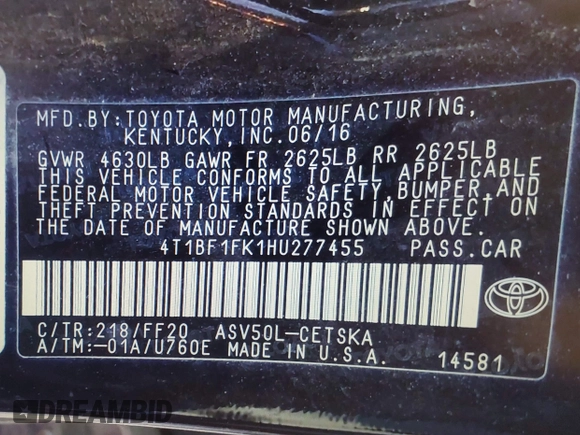 MFD.BY:TOYOTA MOTOR MANUFACTURING,
KENTUCKY,INC.06/16
GVWR 4630LB GAWR FR 2625LB RR 2625LB
THIS VEHICLE CONFORMS TO ALL APPLICABLE
FEDERAL MOTOR VEHICLE SAFETY,BUMPER,AND
THEFT PREVENTION STANDARDS IN EFFECT ON
THE DATE OF MANUFACTURE SHOWN ABOVE.
4T1BF1FK1HU277455 PASS.CAR
C/TR:218/FF20 ASV50L-CETSKA
A/TM:-01A/U760E MADE IN U.S.A. 14581
DREAMBID